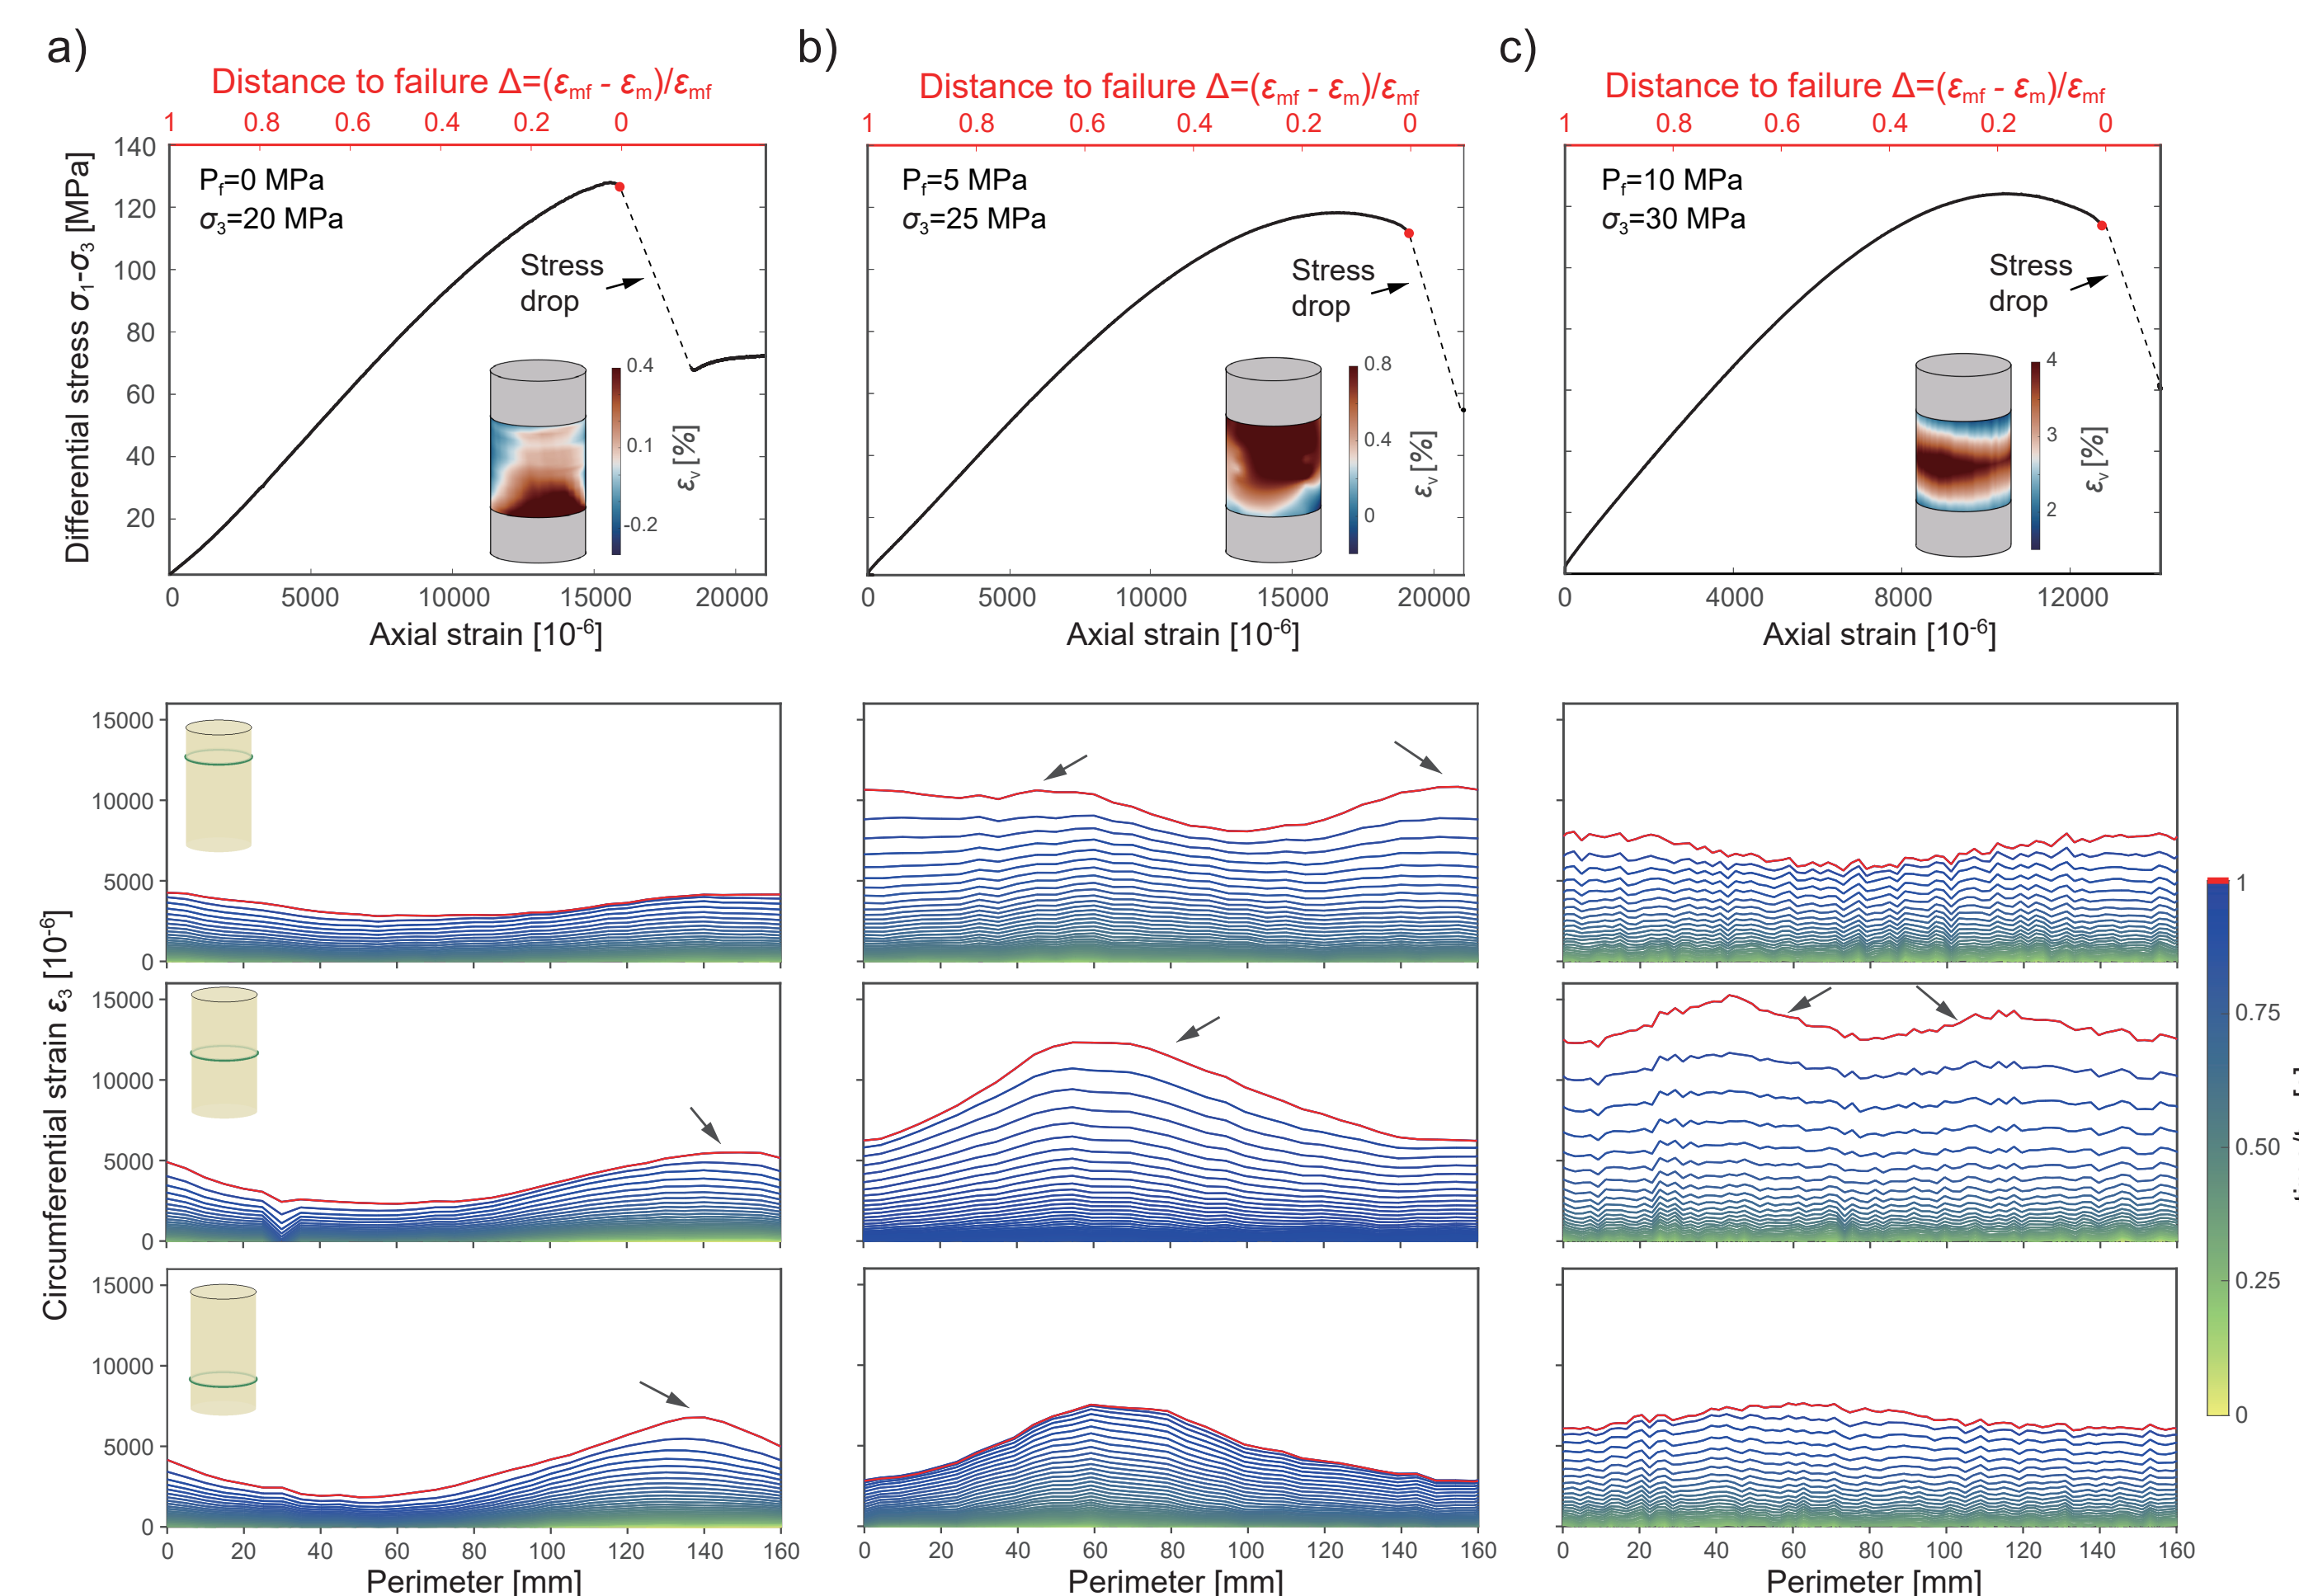 a)
b)
c)
Distance to failure Δ=(εmf - εm)/εmf
Distance to failure Δ=(εmf - εm)/εmf
Distance to failure Δ=(εmf - εm)/εmf
1 0.8 0.6 0.4 0.2 0
1 0.8 0.6 0.4 0.2 0
1 0.8 0.6 0.4 0.2 0
Differential stress σ1-σ3 [MPa]
140
120
100
80
60
40
20
Pf=0 MPa
σ3=20 MPa
Stress
drop
0.4
0.1
-0.2
εv [%]
0 5000 10000 15000 20000
Axial strain [10-6]
Pf=5 MPa
σ3=25 MPa
Stress
drop
0.8
0.4
0
εv [%]
0 5000 10000 15000 20000
Axial strain [10-6]
Pf=10 MPa
σ3=30 MPa
Stress
drop
4
3
2
εv [%]
0 4000 8000 12000
Axial strain [10-6]
Circumferential strain ε3 [10-6]
15000
10000
5000
0
15000
10000
5000
0
15000
10000
5000
0
0 20 40 60 80 100 120 140 160
Perimeter [mm]
0 20 40 60 80 100 120 140 160
Perimeter [mm]
0 20 40 60 80 100 120 140 160
Perimeter [mm]
1
0.75
0.50
0.25
0